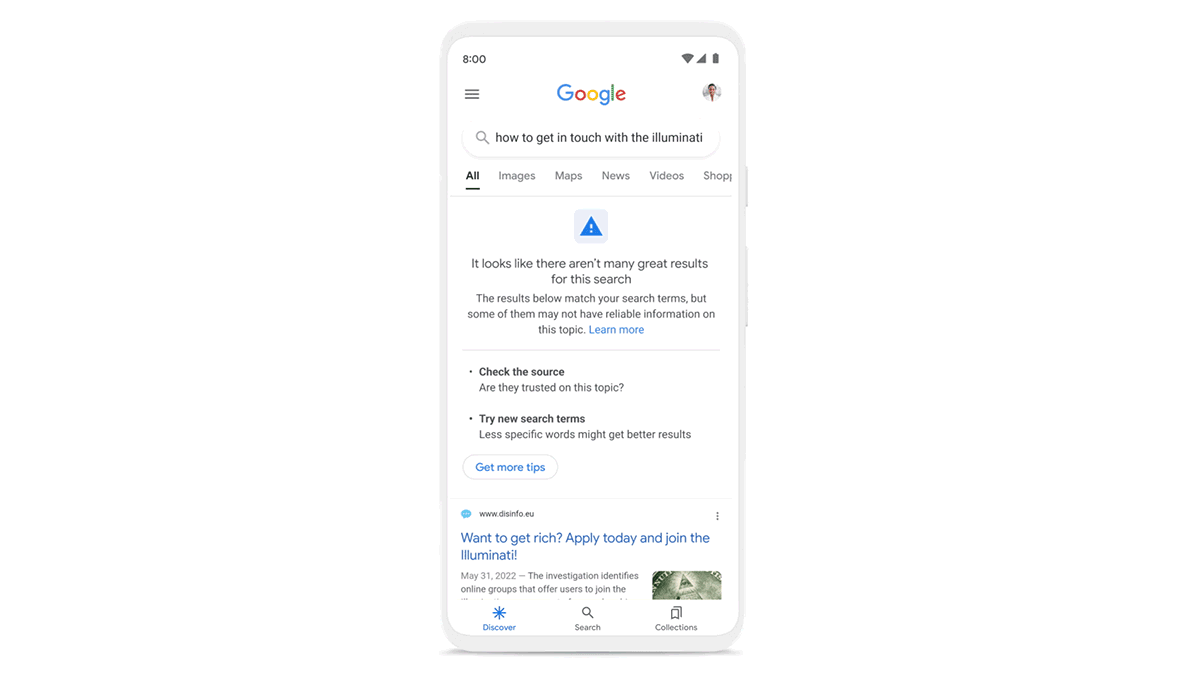 8:00
Google
how to get in touch with the illuminati
All Images Maps News Videos Shopp
It looks like there aren't many great results
for this search
The results below match your search terms, but
some of them may not have reliable information on
this topic. Learn more
• Check the source
Are they trusted on this topic?
• Try new search terms
Less specific words might get better results
Get more tips
www.disinfo.eu
Want to get rich? Apply today and join the
Illuminati!
May 31, 2022 — The investigation identifies
online groups that offer users to join the
Discover Search Collections